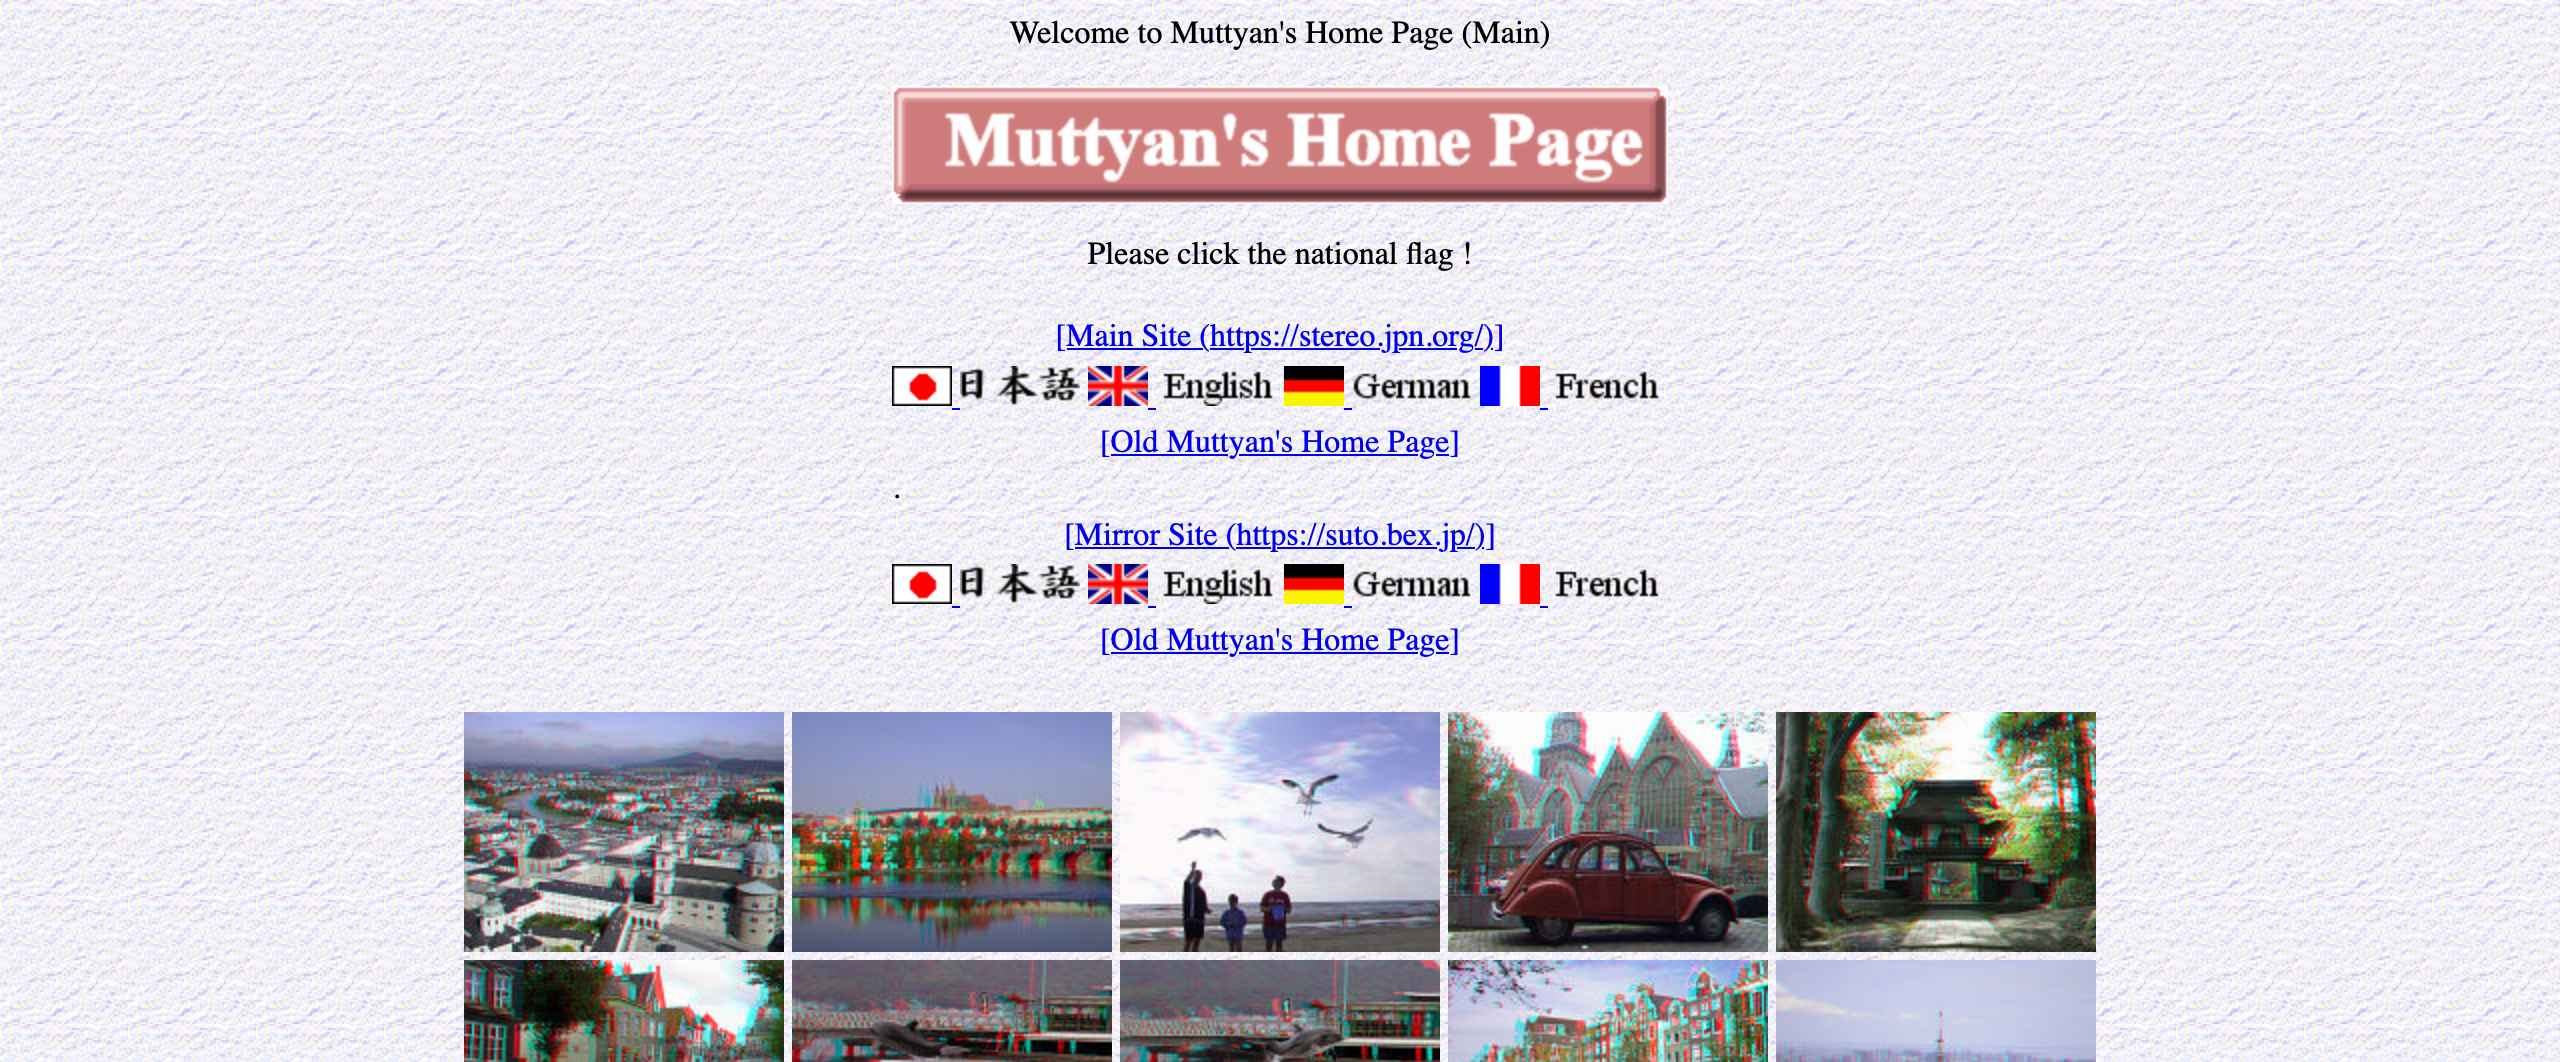 Welcome to Muttyan's Home Page (Main)
Muttyan's Home Page
Please click the national flag !
[Main Site (https://stereo.jpn.org/)]
日本語 English German French
[Old Muttyan's Home Page]
.
[Mirror Site (https://suto.bex.jp/)]
日本語 English German French
[Old Muttyan's Home Page]